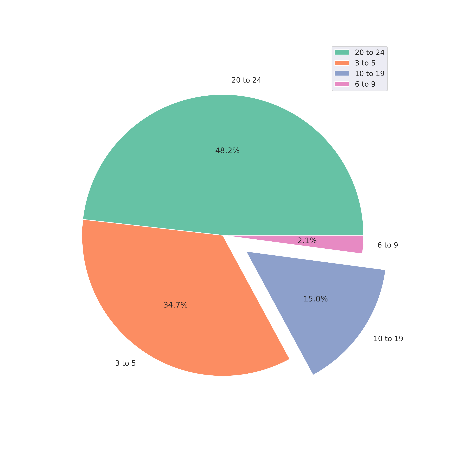 20 to 24
3 to 5
10 to 19
6 to 9
20 to 24
48.2%
2.1%
6 to 9
15.0%
34.7%
10 to 19
3 to 5